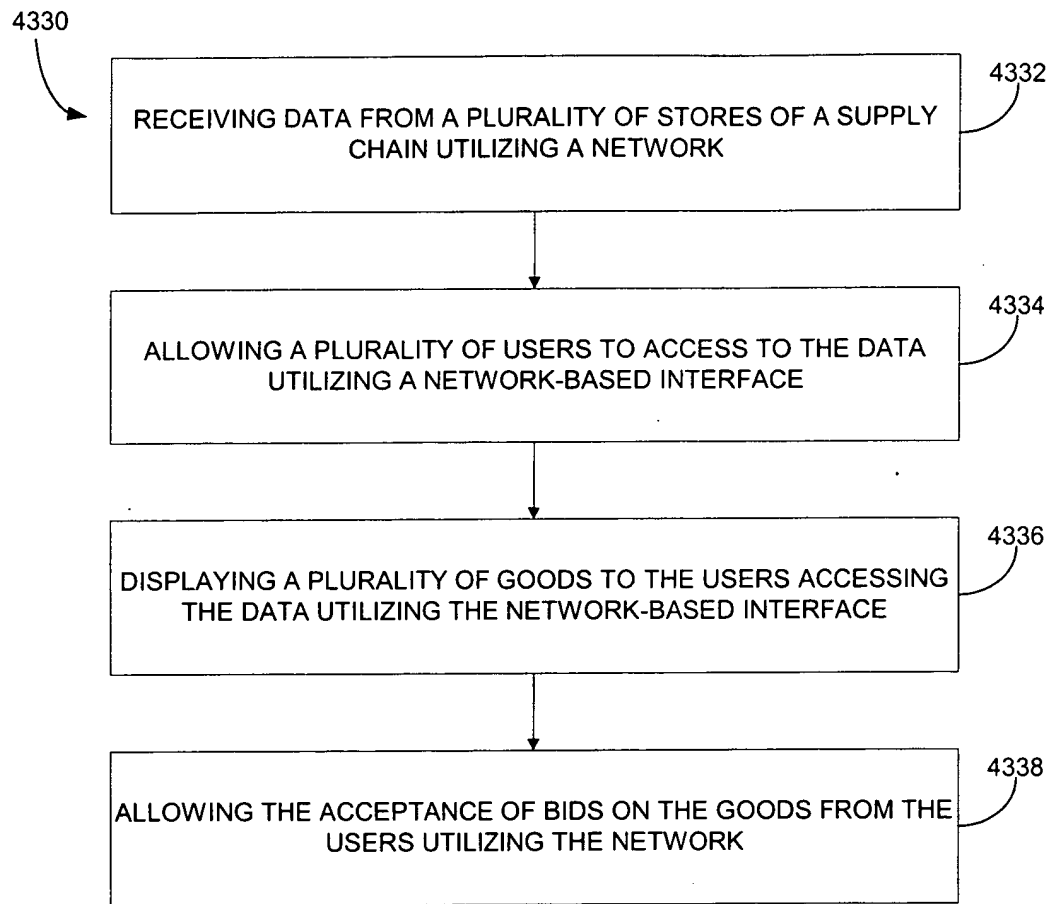 4330
4332
RECEIVING DATA FROM A PLURALITY OF STORES OF A SUPPLY
CHAIN UTILIZING A NETWORK
4334
ALLOWING A PLURALITY OF USERS TO ACCESS TO THE DATA
UTILIZING A NETWORK-BASED INTERFACE
4336
DISPLAYING A PLURALITY OF GOODS TO THE USERS ACCESSING
THE DATA UTILIZING THE NETWORK-BASED INTERFACE
4338
ALLOWING THE ACCEPTANCE OF BIDS ON THE GOODS FROM THE
USERS UTILIZING THE NETWORK